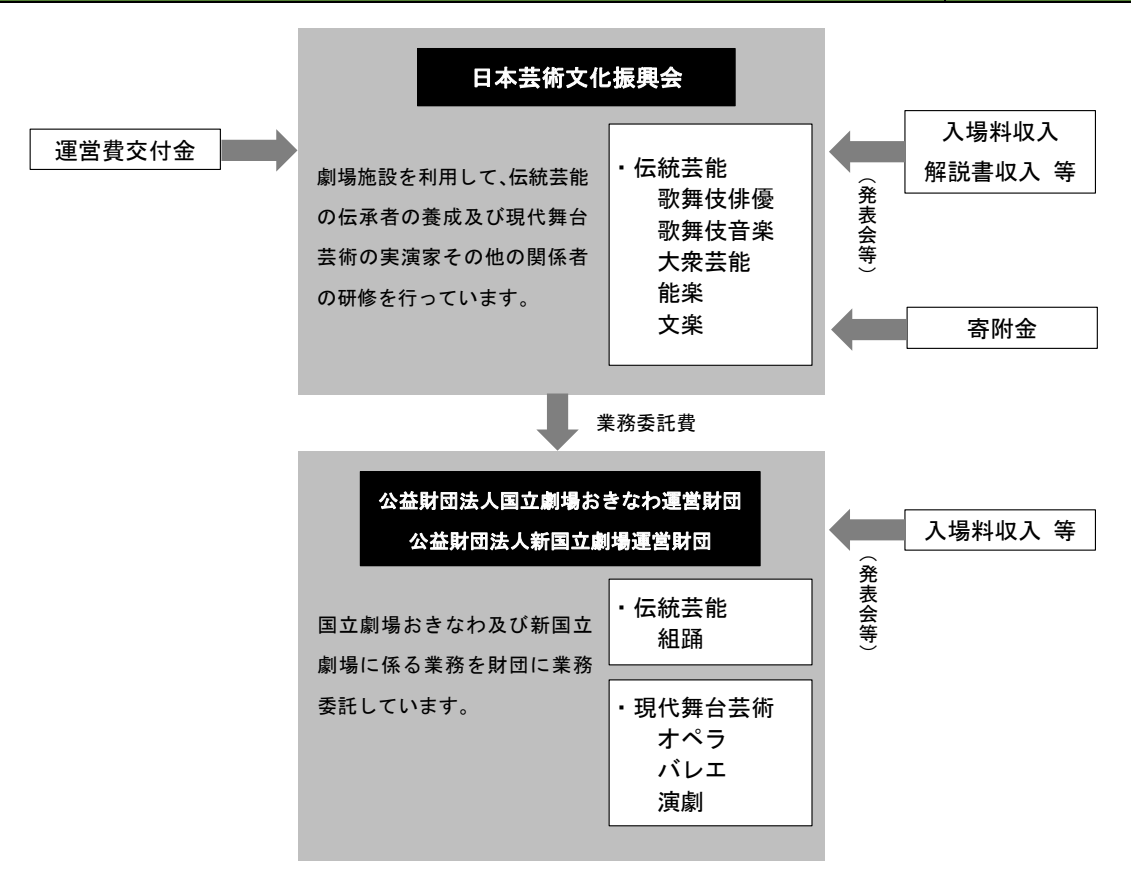 日本芸術文化振興会
運営費交付金
劇場施設を利用して、伝統芸能
の伝承者の養成及び現代舞台
芸術の実演家その他の関係者
の研修を行っています。
・伝統芸能
歌舞伎俳優
歌舞伎音楽
大衆芸能
能楽
文楽
入場料収入
解説書収入 等
（発表会等）
寄附金
業務委託費
公益財団法人国立劇場おきなわ運営財団
公益財団法人新国立劇場運営財団
国立劇場おきなわ及び新国立
劇場に係る業務を財団に業務
委託しています。
・伝統芸能
組踊
・現代舞台芸術
オペラ
バレエ
演劇
入場料収入 等
（発表会等）